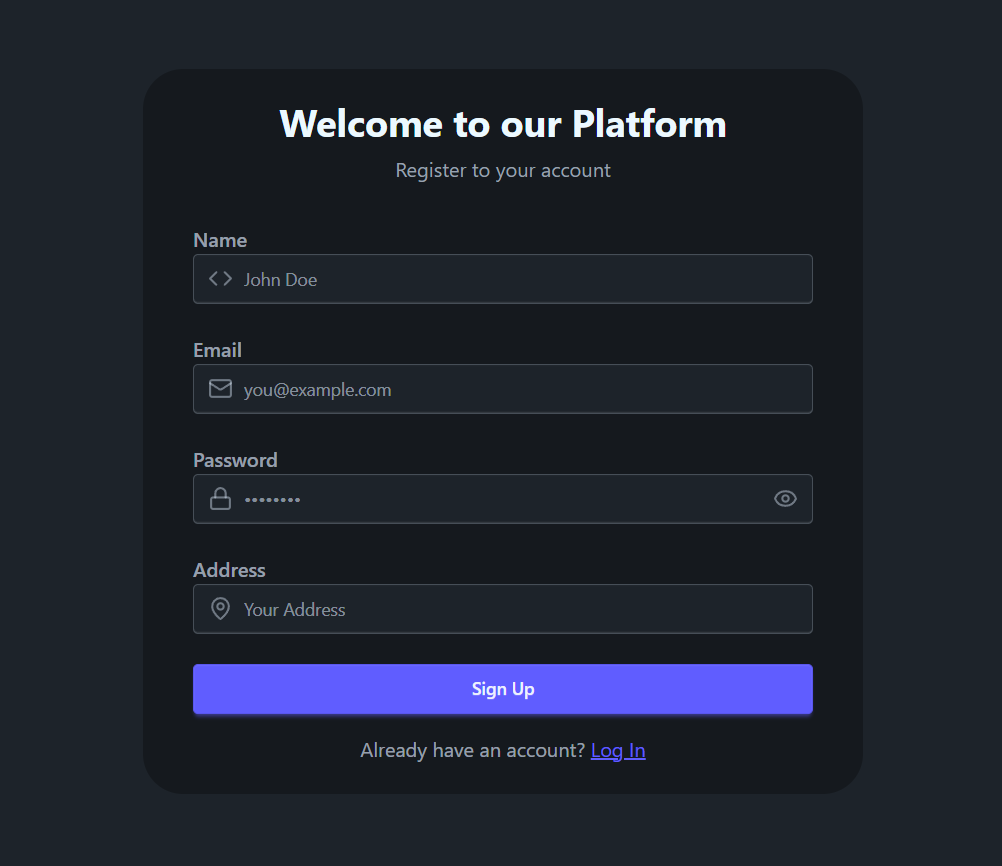 Welcome to our Platform
Register to your account
Name
John Doe
Email
you@example.com
Password
••••••••
Address
Your Address
Sign Up
Already have an account? Log In